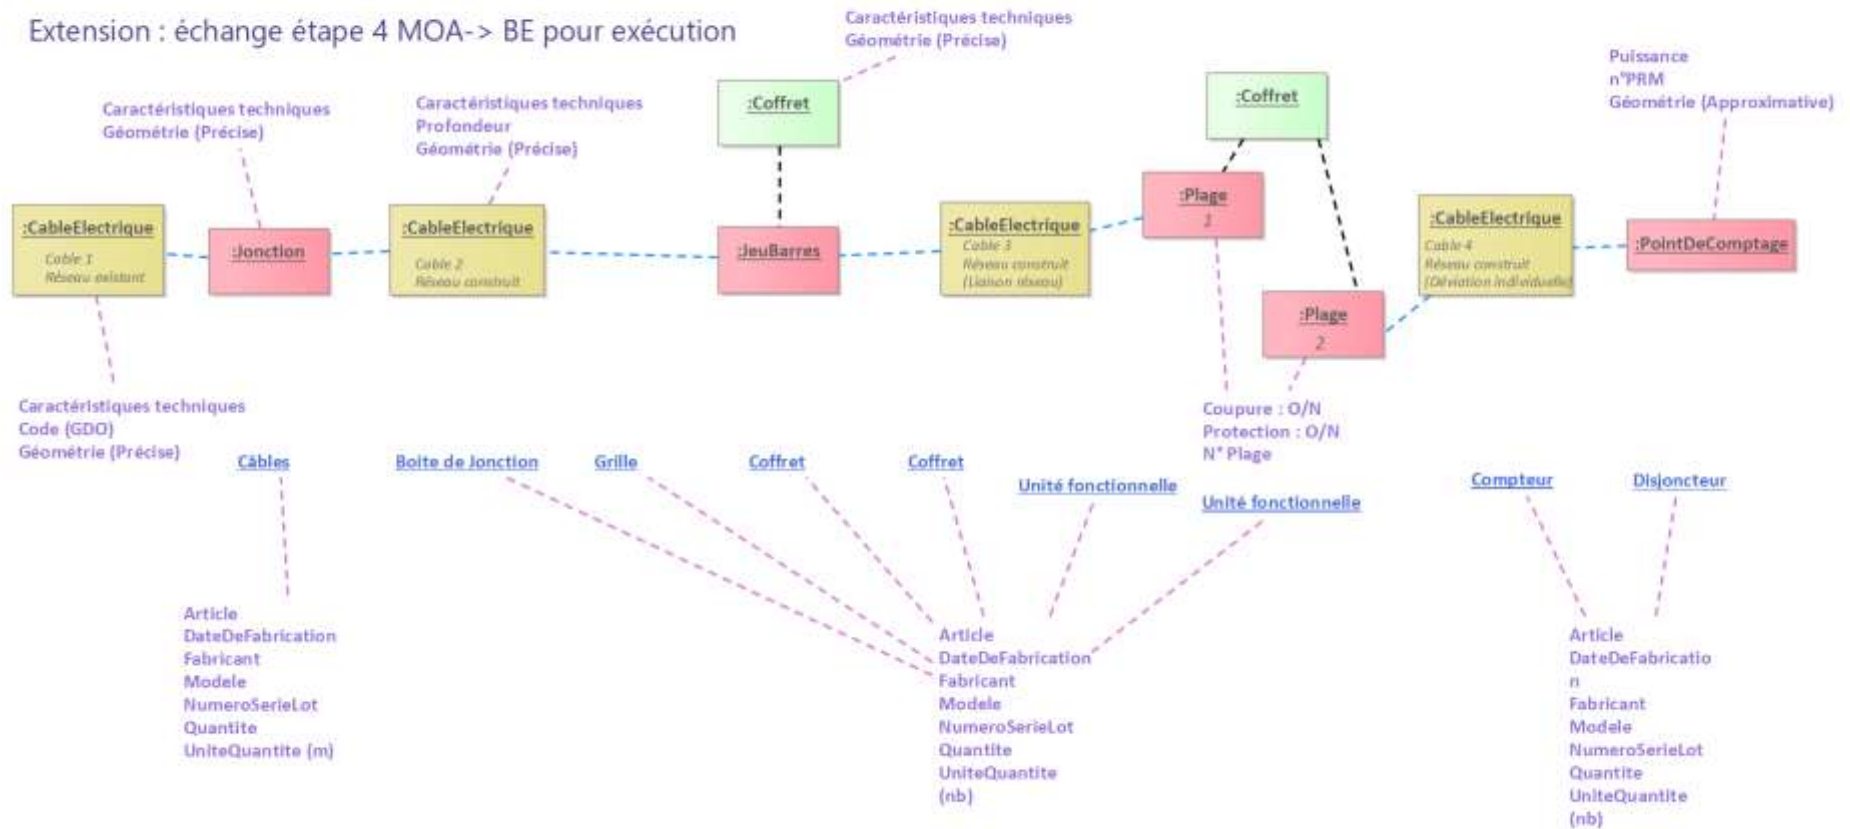 Extension : échange étape 4 MOA-> BE pour exécution
Caractéristiques techniques
Géométrie (Précise)
Puissance
n°PRM
Géométrie (Approximative)
Caractéristiques techniques
Géométrie (Précise)
Caractéristiques techniques
Profondeur
Géométrie (Précise)
:Coffret
:Coffret
:CableElectrique
Cable 1
Réseau existant
:Jonction
:CableElectrique
Cable 2
Réseau construit
:JeuBarres
:CableElectrique
Cable 3
Réseau construit
(Liaison réseau)
:Plage
1
:Plage
2
:CableElectrique
Cable 4
Réseau construit
(Dérivation individuelle)
:PointDeComptage
Caractéristiques techniques
Code (GDO)
Géométrie (Précise)
Coupure : O/N
Protection : O/N
N° Plage
Câbles
Boite de Jonction
Grille
Coffret
Coffret
Unité fonctionnelle
Unité fonctionnelle
Compteur
Disjoncteur
Article
DateDeFabrication
Fabricant
Modele
NumeroSerieLot
Quantite
UniteQuantite (m)
Article
DateDeFabrication
Fabricant
Modele
NumeroSerieLot
Quantite
UniteQuantite
(nb)
Article
DateDeFabricatio
n
Fabricant
Modele
NumeroSerieLot
Quantite
UniteQuantite
(nb)